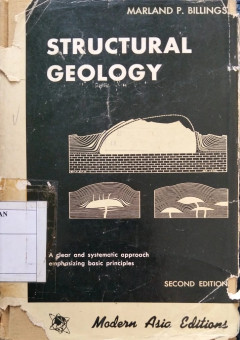 MARLAND P. BILLINGS
STRUCTURAL
GEOLOGY
A clear and systematic approach
emphasizing basic principles
SECOND EDITION
Modern Asia Editions